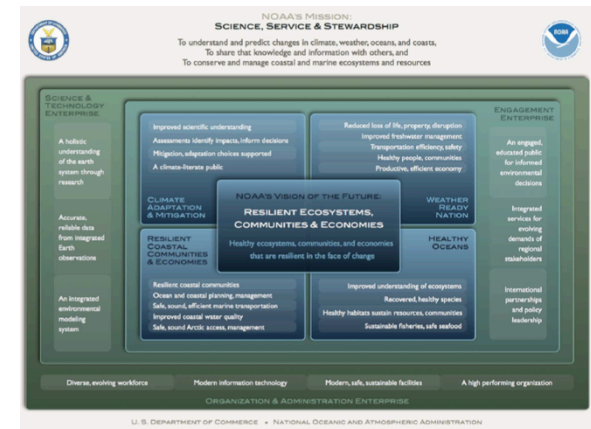 NOAA's Mission:
Science, Service & Stewardship
To understand and predict changes in climate, weather, oceans, and coasts,
To share that knowledge and information with others, and
To conserve and manage coastal and marine ecosystems and resources
Science &
Technology
Enterprise
A holistic
understanding
of the earth
system through
research
Accurate,
reliable data
from integrated
Earth
observations
An integrated
environmental
modeling
system
Improved scientific understanding
Assessments identify impacts, inform decisions
Mitigation, adaptation choices supported
A climate-literate public
Climate
Adaptation
& Mitigation
Reduced loss of life, property, disruption
Improved freshwater management
Transportation efficiency, safety
Healthy people, communities
Productive, efficient economy
Weather
Ready
Nation
NOAA's Vision of the Future:
Resilient Ecosystems,
Communities & Economies
Healthy ecosystems, communities, and economies
that are resilient in the face of change
Resilient
Coastal
Communities
& Economies
Resilient coastal communities
Ocean and coastal planning, management
Safe, sound, efficient marine transportation
Improved coastal water quality
Safe, sound Arctic access, management
Healthy
Oceans
Improved understanding of ecosystems
Recovered, healthy species
Healthy habitats sustain resources, communities
Sustainable fisheries, safe seafood
Engagement
Enterprise
An engaged,
educated public
for informed
environmental
decisions
Integrated
services for
evolving
demands of
regional
stakeholders
International
partnerships
and policy
leadership
Diverse, evolving workforce
Modern information technology
Modern, safe, sustainable facilities
A high performing organization
Organization & Administration Enterprise
U. S. Department of Commerce • National Oceanic and Atmospheric Administration